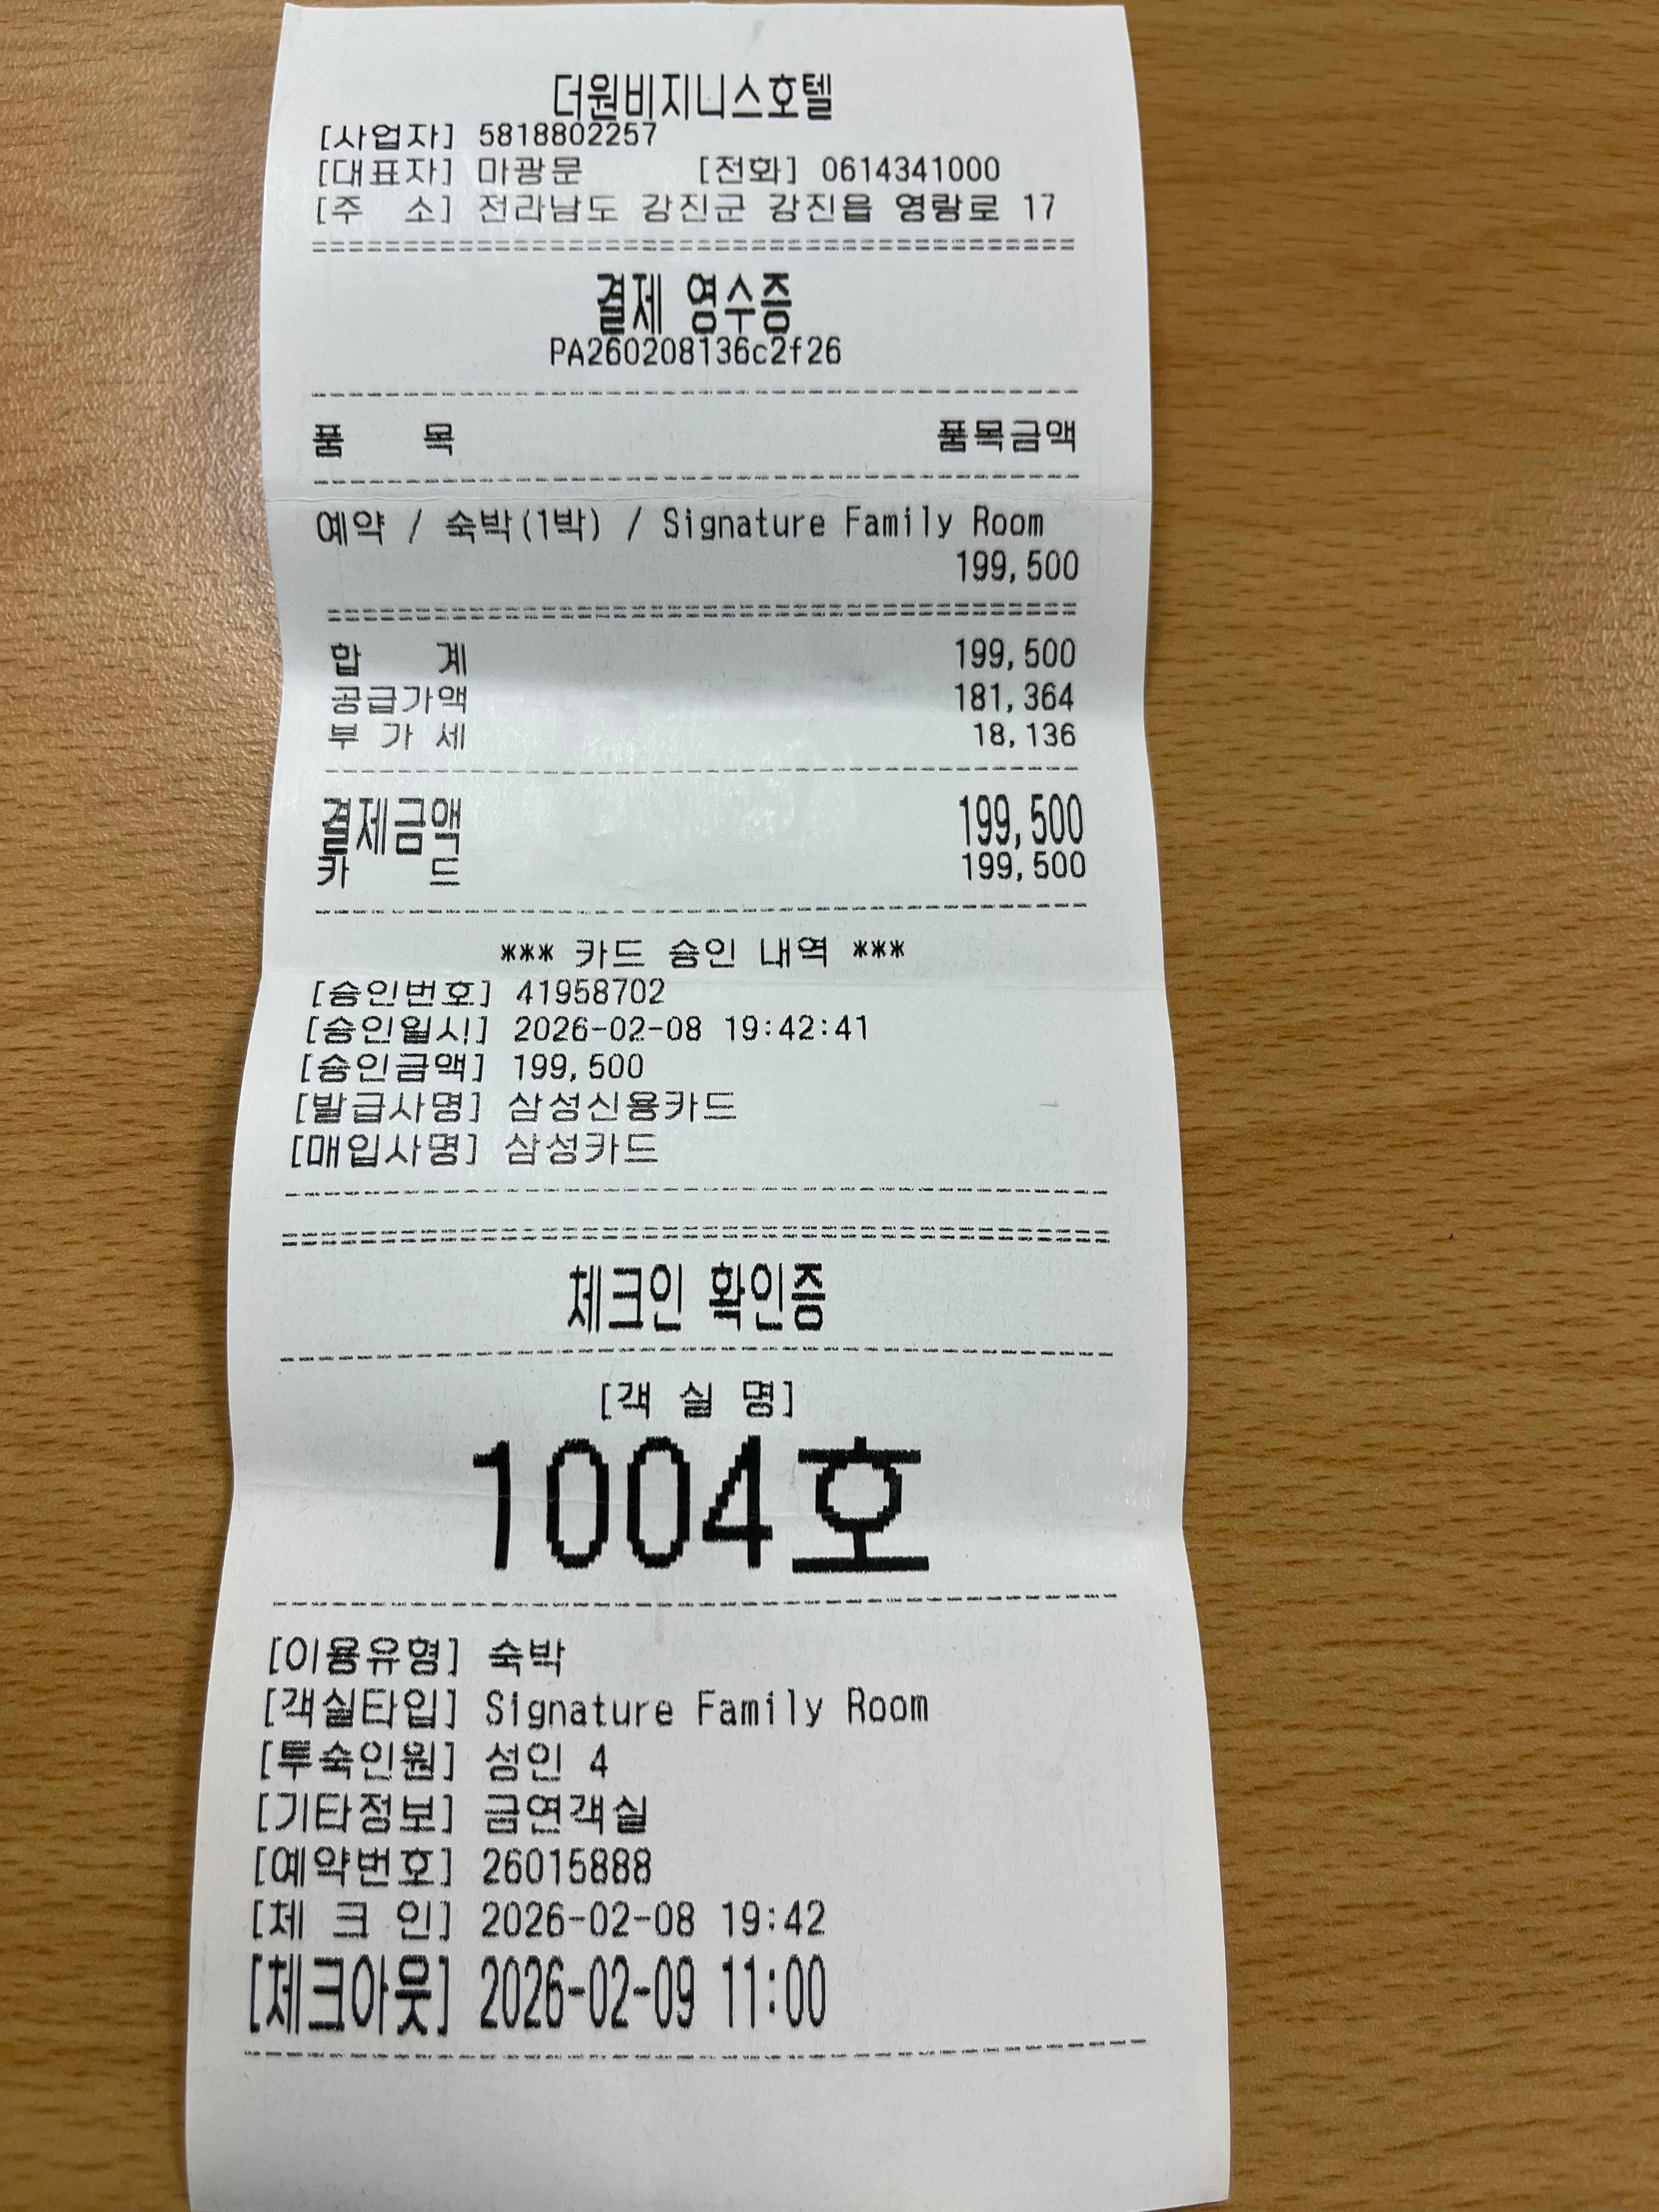 더원비지니스호텔
[사업자] 5818802257
[대표자] 마광문 [전화] 0614341000
[주 소] 전라남도 강진군 강진읍 영랑로 17
결제 영수증
PA260208136c2f26
품 목 품목금액
예약 / 숙박(1박) / Signature Family Room
199,500
합 계 199,500
공급가액 181,364
부 가 세 18,136
결제금액 199,500
카 드 199,500
*** 카드 승인 내역 ***
[승인번호] 41958702
[승인일시] 2026-02-08 19:42:41
[승인금액] 199,500
[발급사명] 삼성신용카드
[매입사명] 삼성카드
체크인 확인증
[객 실 명]
1004호
[이용유형] 숙박
[객실타입] Signature Family Room
[투숙인원] 성인 4
[기타정보] 금연객실
[예약번호] 26015888
[체 크 인] 2026-02-08 19:42
[체크아웃] 2026-02-09 11:00